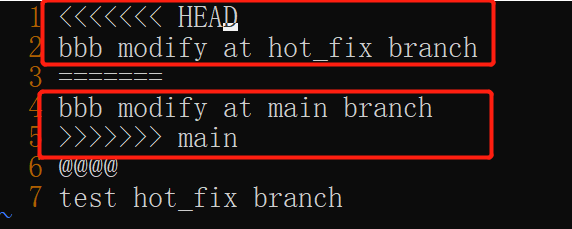 1 <<<<<<< HEAD
2 bbb modify at hot_fix branch
3 =======
4 bbb modify at main branch
5 >>>>>>> main
6 @@@@
7 test hot_fix branch
~